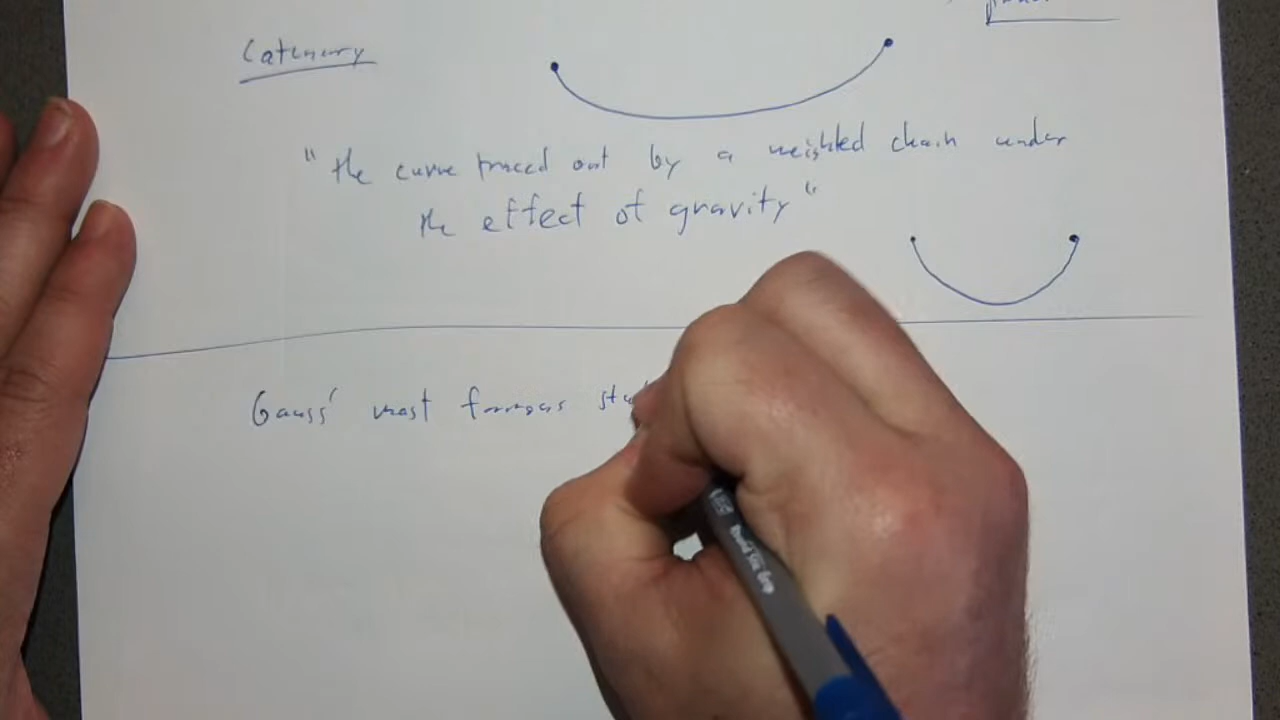 Catenary
"the curve traced out by a weighted chain under
the effect of gravity"
Gauss' most famous